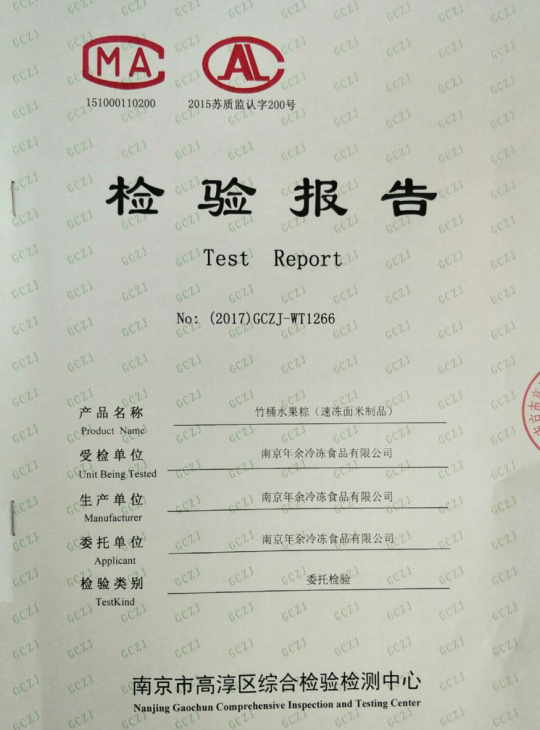 MA
AL
151000110200
2015苏质监认字200号
检验报告
Test Report
No: (2017)GCZJ-WT1266
产品名称 竹桶水果粽（速冻面米制品）
Product Name
受检单位 南京年余冷冻食品有限公司
Unit Being Tested
生产单位 南京年余冷冻食品有限公司
Manufacturer
委托单位 南京年余冷冻食品有限公司
Applicant
检验类别 委托检验
TestKind
南京市高淳区综合检验检测中心
Nanjing Gaochun Comprehensive Inspection and Testing Center
GCZJ